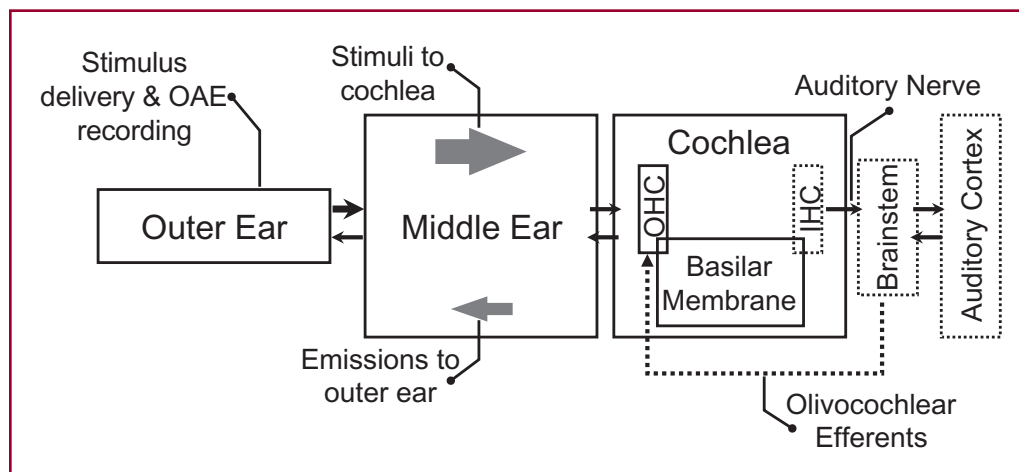 Stimulus
delivery & OAE
recording
Stimuli to
cochlea
Auditory Nerve
Outer Ear
Middle Ear
Cochlea
OHC
IHC
Basilar
Membrane
Brainstem
Auditory Cortex
Emissions to
outer ear
Olivocochlear
Efferents